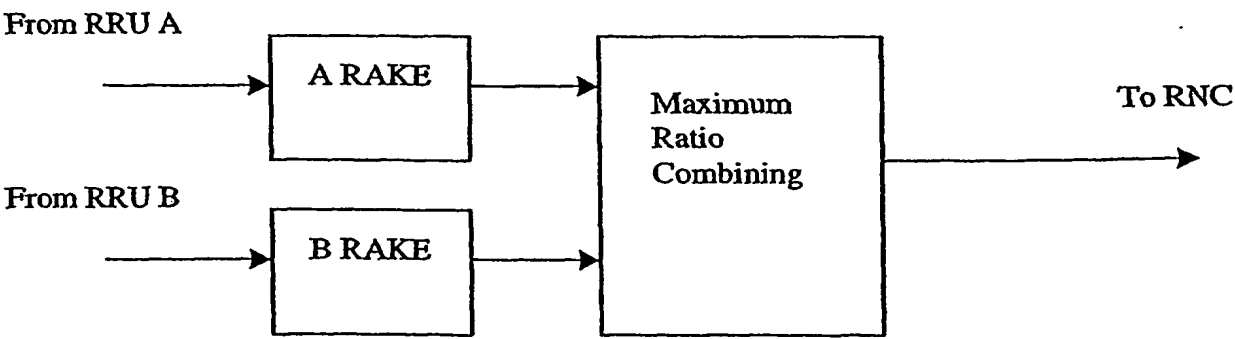 From RRU A
A RAKE
Maximum
Ratio
Combining
To RNC
From RRU B
B RAKE